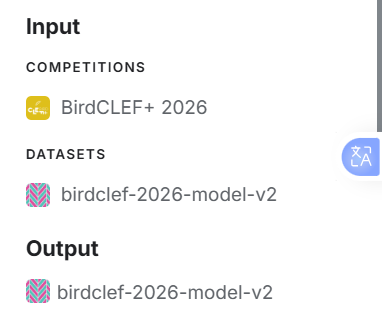 Input
COMPETITIONS
BirdCLEF+ 2026
DATASETS
birdclef-2026-model-v2
Output
birdclef-2026-model-v2